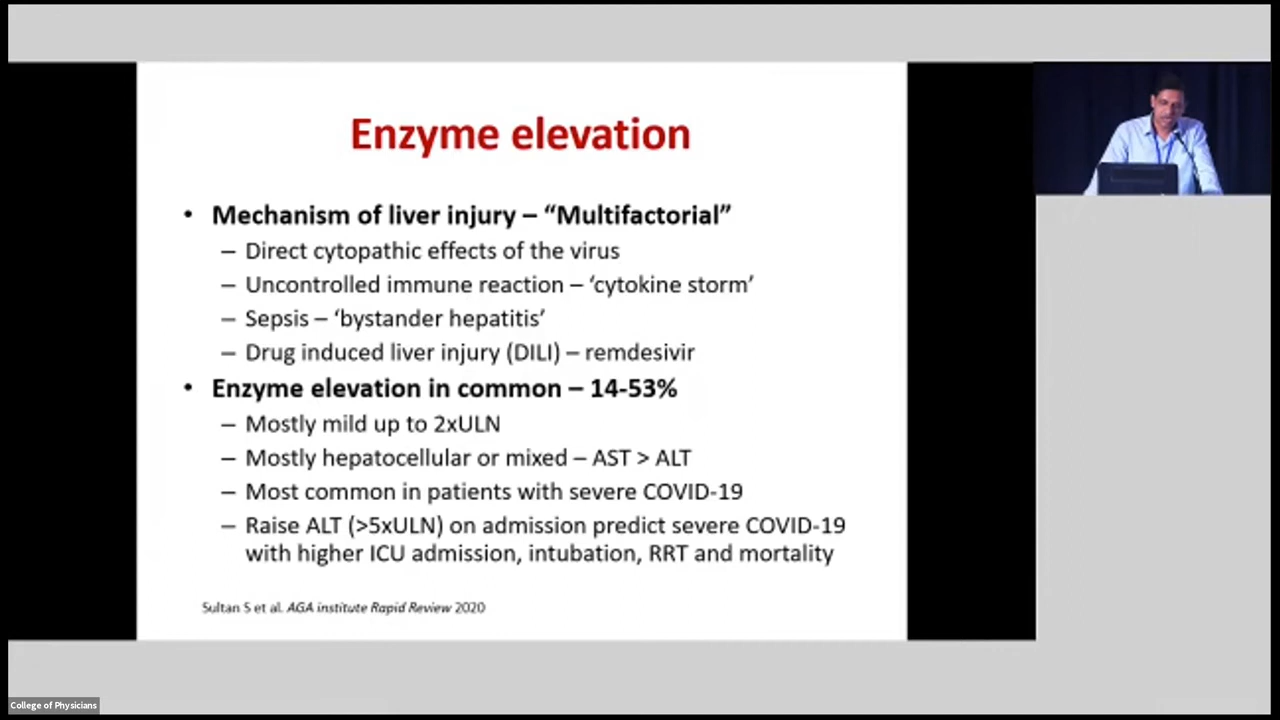 Enzyme elevation
• Mechanism of liver injury – “Multifactorial”
– Direct cytopathic effects of the virus
– Uncontrolled immune reaction – ‘cytokine storm’
– Sepsis – ‘bystander hepatitis’
– Drug induced liver injury (DILI) – remdesivir
• Enzyme elevation in common – 14-53%
– Mostly mild up to 2xULN
– Mostly hepatocellular or mixed – AST > ALT
– Most common in patients with severe COVID-19
– Raise ALT (>5xULN) on admission predict severe COVID-19
with higher ICU admission, intubation, RRT and mortality
Sultan S et al. AGA institute Rapid Review 2020
College of Physicians